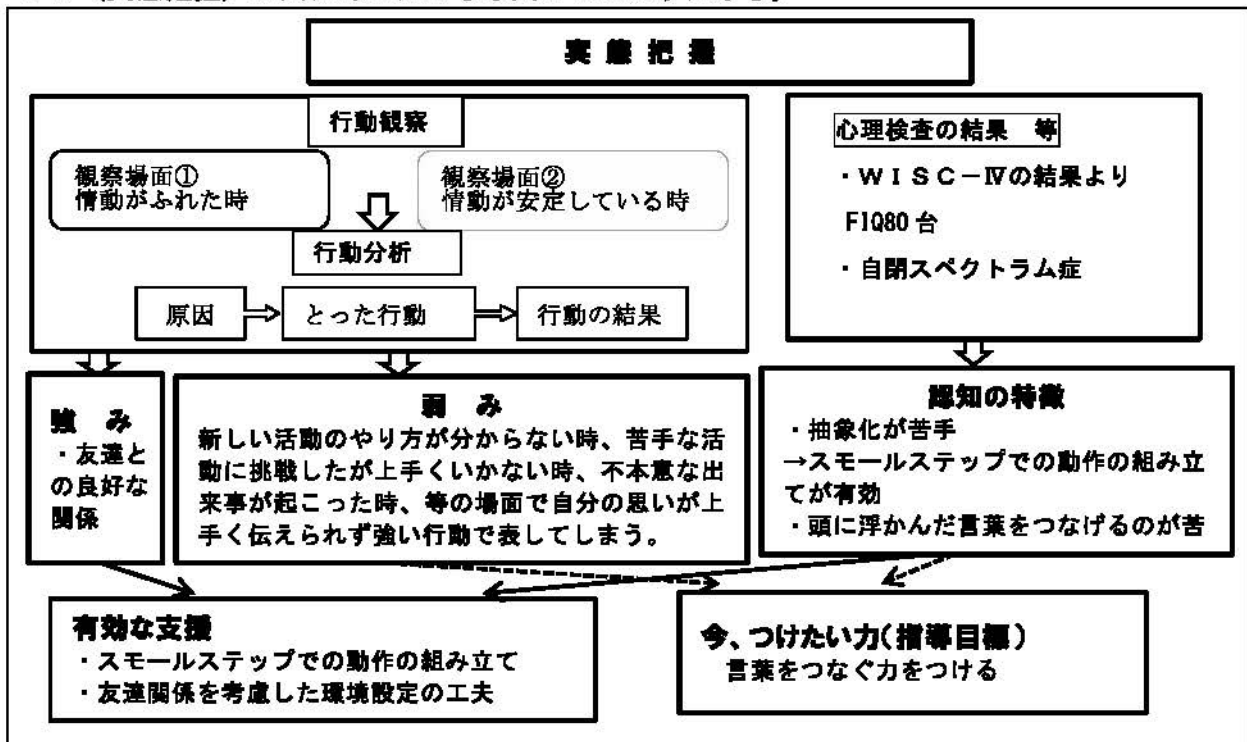 実 態 把 握
行動観察
観察場面①
情動がふれた時
観察場面②
情動が安定している時
行動分析
原因
とった行動
行動の結果
心理検査の結果　等
・ＷＩＳＣ－Ⅳの結果より
FIQ80 台
・自閉スペクトラム症
強　み
・友達と
の良好な
関係
弱　み
新しい活動のやり方が分からない時、苦手な活
動に挑戦したが上手くいかない時、不本意な出
来事が起こった時、等の場面で自分の思いが上
手く伝えられず強い行動で表してしまう。
認知の特徴
・抽象化が苦手
→スモールステップでの動作の組み立
てが有効
・頭に浮かんだ言葉をつなげるのが苦
有効な支援
・スモールステップでの動作の組み立て
・友達関係を考慮した環境設定の工夫
今、つけたい力（指導目標）
言葉をつなぐ力をつける